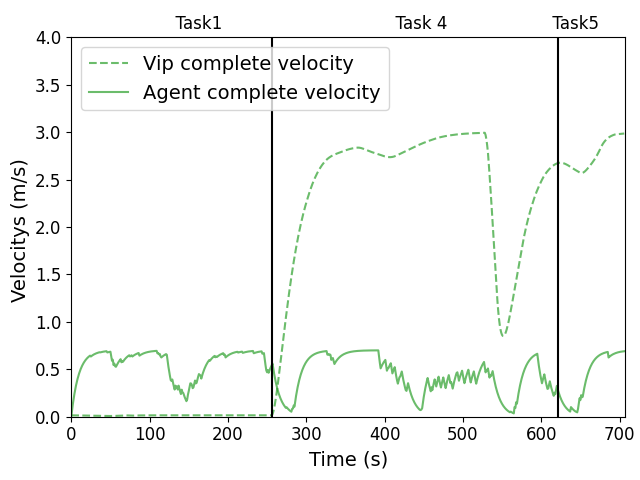 Task1 Task 4 Task5
4.0
3.5
3.0
2.5
2.0
1.5
1.0
0.5
0.0
Velocitys (m/s)
Vip complete velocity
Agent complete velocity
0 100 200 300 400 500 600 700
Time (s)